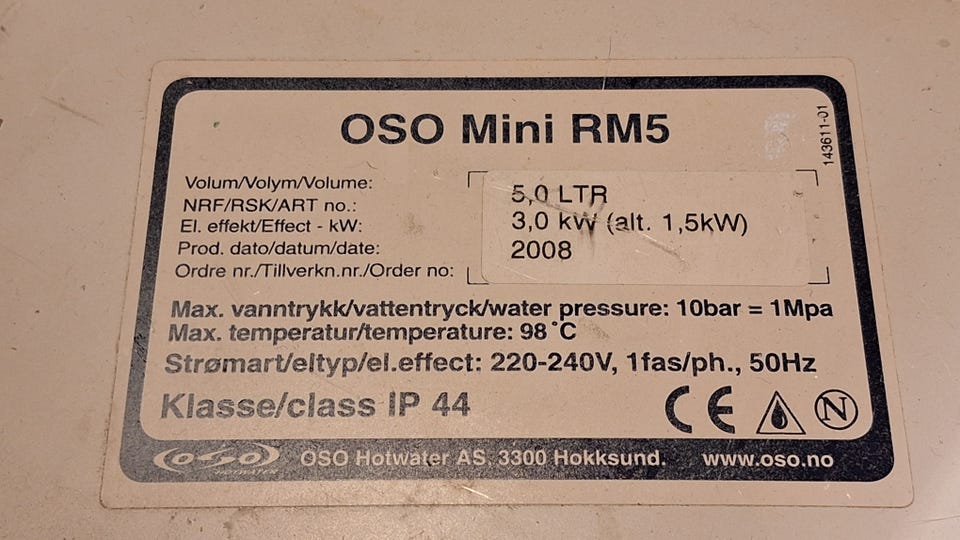 OSO Mini RM5
143611-01
Volum/Volym/Volume:
NRF/RSK/ART no.:
El. effekt/Effect - kW:
Prod. dato/datum/date:
Ordre nr./Tillverkn.nr./Order no:
5,0 LTR
3,0 kW (alt. 1,5kW)
2008
Max. vanntrykk/vattentryck/water pressure: 10bar = 1Mpa
Max. temperatur/temperature: 98˚C
Strømart/eltyp/el.effect: 220-240V, 1fas/ph., 50Hz
Klasse/class IP 44
CE
N
OSO HOTWATER
OSO Hotwater AS, 3300 Hokksund. www.oso.no